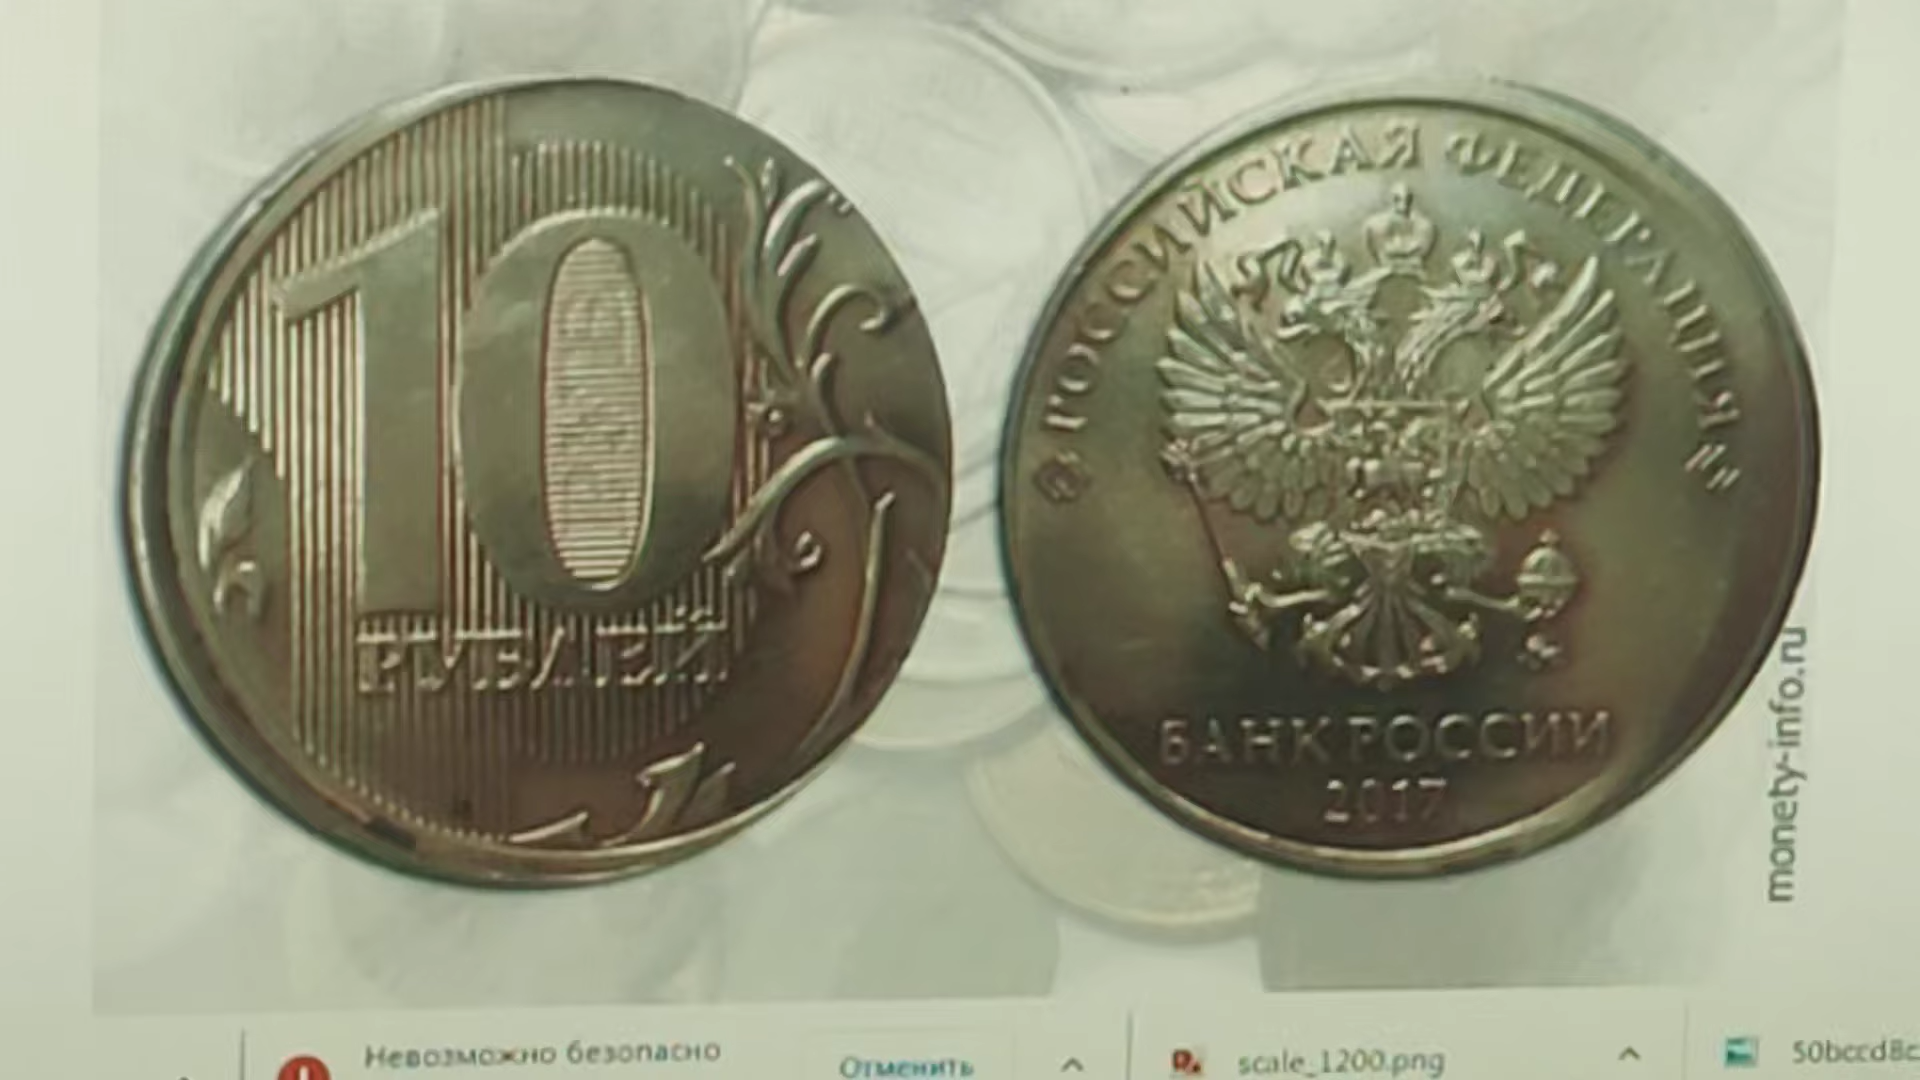 10
РУБЛЕЙ
РОССИЙСКАЯ ФЕДЕРАЦИЯ
БАНК РОССИИ
2017
monety-info.ru
Невозможно безопасно
Отменить
scale_1200.png
50bccd8c